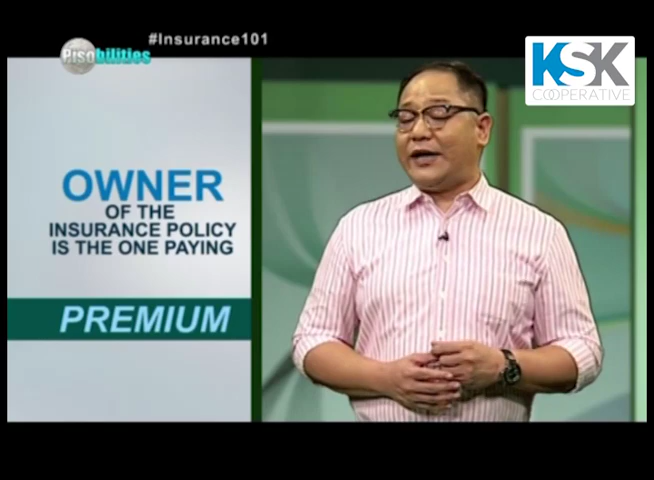 #Insurance101
Pisobilities
KSK
COOPERATIVE
OWNER
OF THE
INSURANCE POLICY
IS THE ONE PAYING
PREMIUM